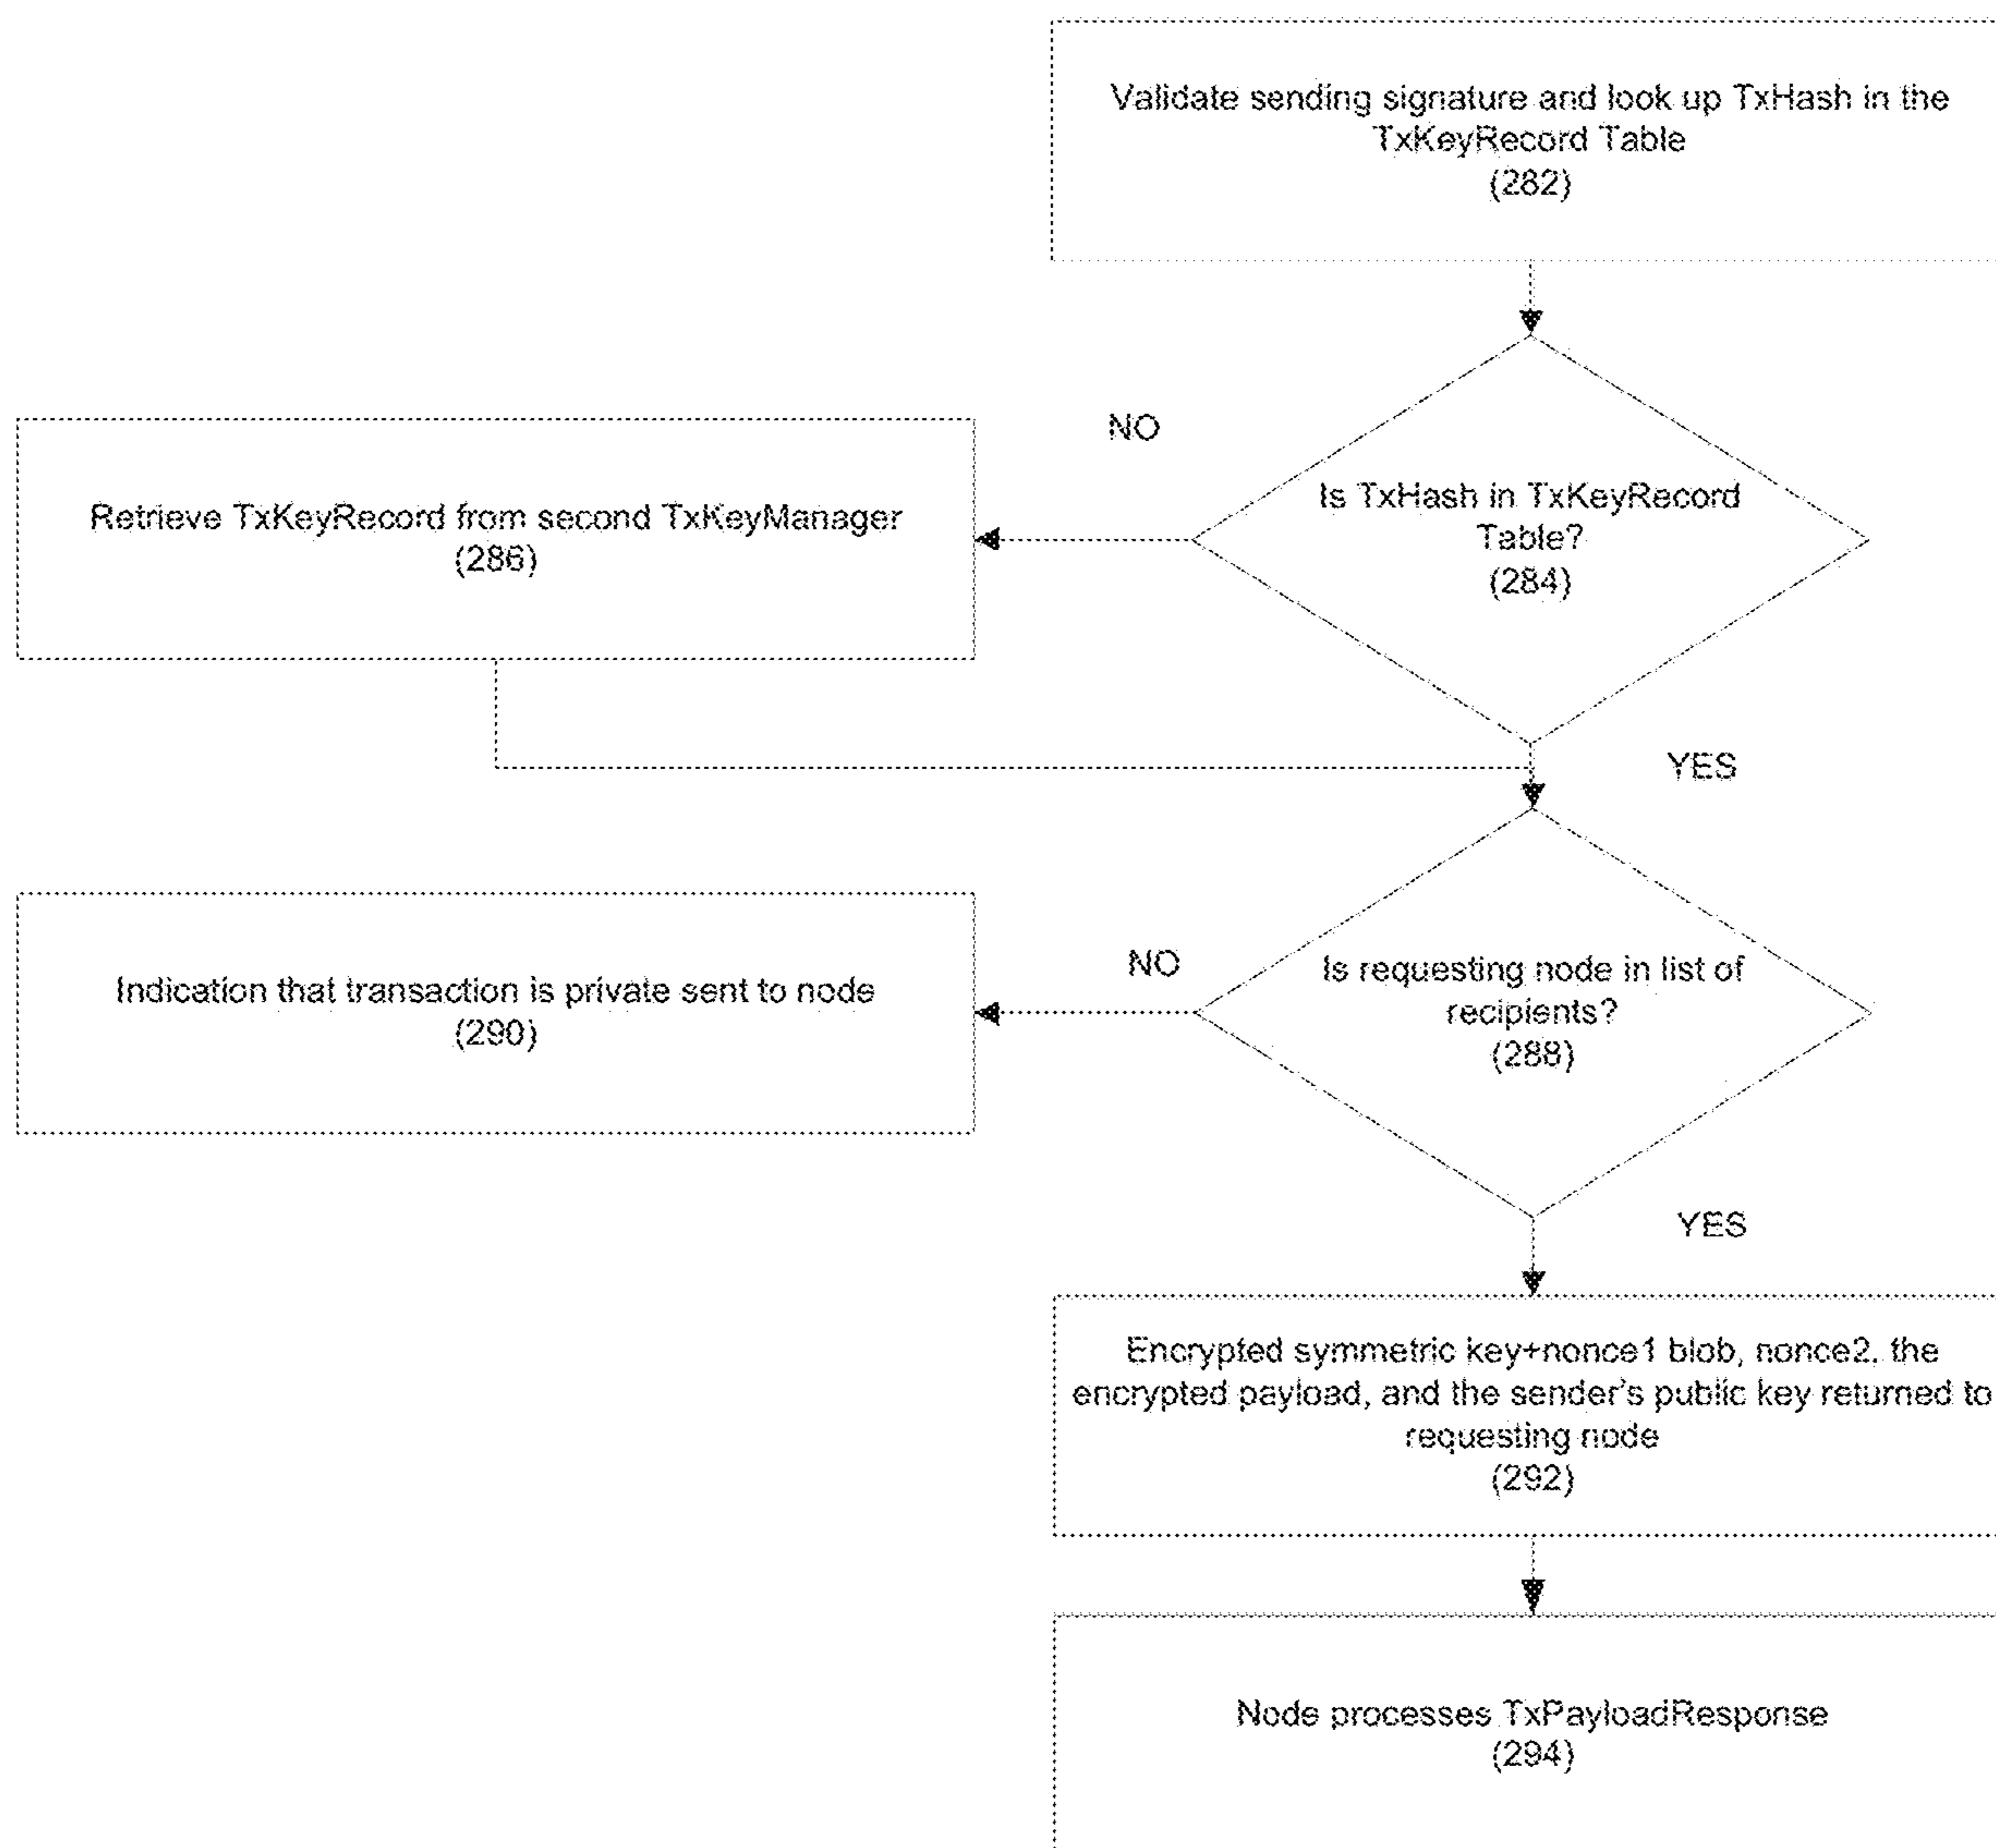 Validate sending signature and look up TxHash in the
TxKeyRecord Table
(282)
NO
Is TxHash in TxKeyRecord
Table?
(284)
Retrieve TxKeyRecord from second TxKeyManager
(286)
YES
NO
Is requesting node in list of
recipients?
(288)
Indication that transaction is private sent to node
(290)
YES
Encrypted symmetric key+nonce1 blob, nonce2, the
encrypted payload, and the sender's public key returned to
requesting node
(292)
Node processes TxPayloadResponse
(294)